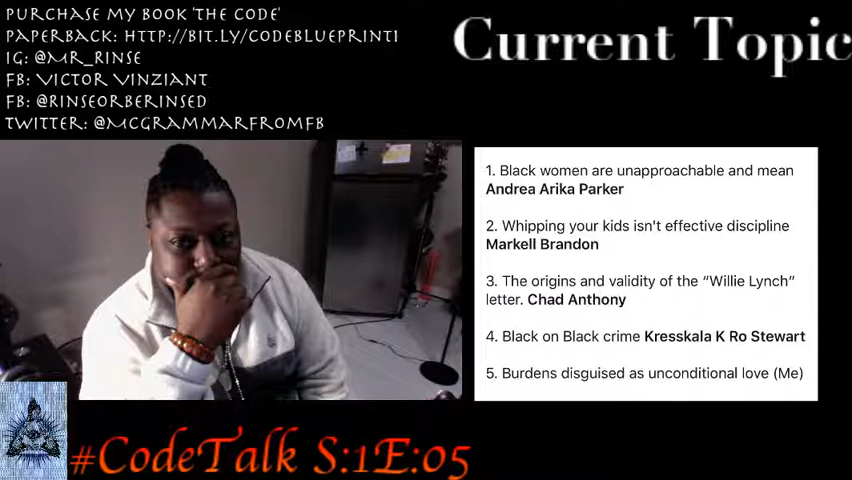 PURCHASE MY BOOK 'THE CODE'
PAPERBACK: HTTP://BIT.LY/CODEBLUEPRINT1
IG: @MR_RINSE
FB: VICTOR VINZIANT
FB: @RINSEORBERINSED
TWITTER: @MCGRAMMARFROMFB
Current Topic
1. Black women are unapproachable and mean
Andrea Arika Parker
2. Whipping your kids isn't effective discipline
Markell Brandon
3. The origins and validity of the “Willie Lynch”
letter. Chad Anthony
4. Black on Black crime Kresskala K Ro Stewart
5. Burdens disguised as unconditional love (Me)
#CodeTalk S:1E:05